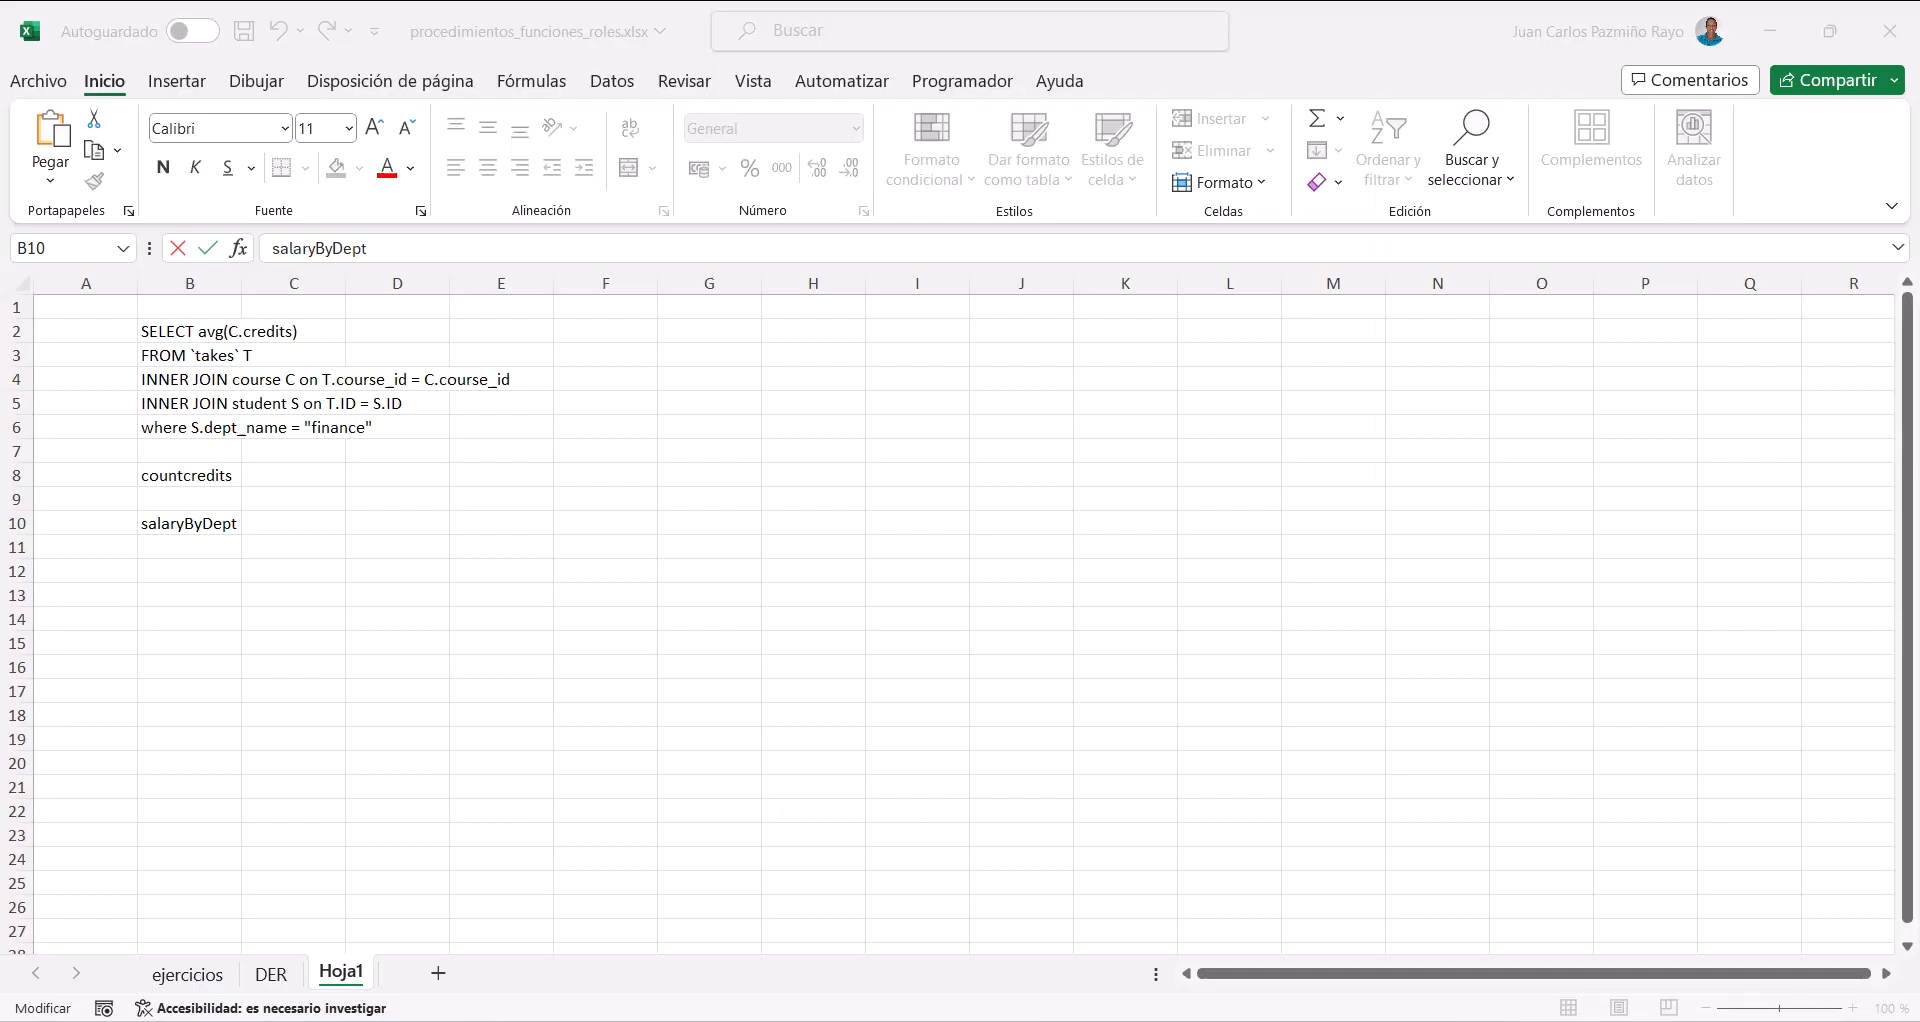 Autoguardado
procedimientos_funciones_roles.xlsx
Buscar
Juan Carlos Pazmiño Rayo
Archivo Inicio Insertar Dibujar Disposición de página Fórmulas Datos Revisar Vista Automatizar Programador Ayuda
Comentarios
Compartir
Pegar
Portapapeles
Calibri 11
N K S
Fuente
Alineación
General
% 000
Número
Formato condicional
Dar formato como tabla
Estilos de celda
Estilos
Insertar
Eliminar
Formato
Celdas
Ordenar y filtrar
Buscar y seleccionar
Edición
Complementos
Complementos
Analizar datos
B10
fx
salaryByDept
A B C D E F G H I J K L M N O P Q R
1
2 SELECT avg(C.credits)
3 FROM `takes` T
4 INNER JOIN course C on T.course_id = C.course_id
5 INNER JOIN student S on T.ID = S.ID
6 where S.dept_name = "finance"
7
8 countcredits
9
10 salaryByDept
11
12
13
14
15
16
17
18
19
20
21
22
23
24
25
26
27
28
ejercicios DER Hoja1
Modificar
Accesibilidad: es necesario investigar
100 %